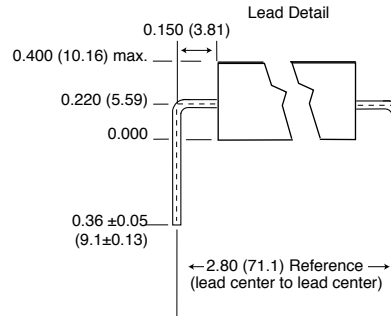 Lead Detail
0.150 (3.81)
0.400 (10.16) max.
0.220 (5.59)
0.000
0.36 ±0.05
(9.1±0.13)
2.80 (71.1) Reference
(lead center to lead center)